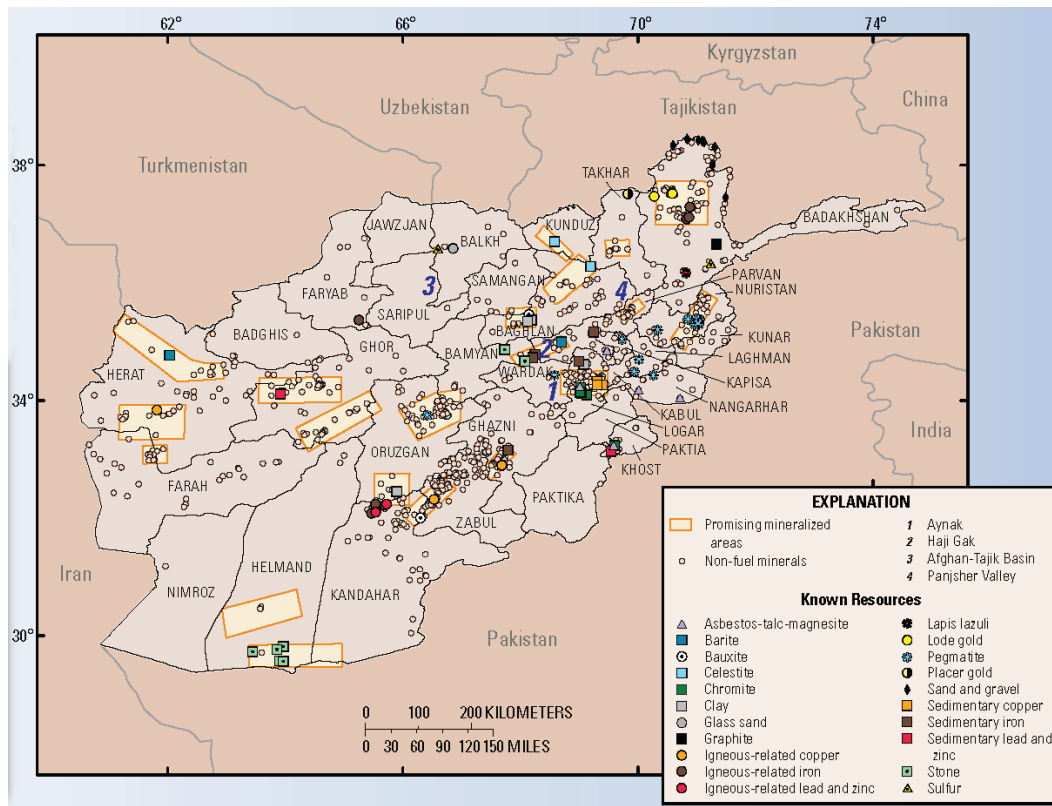 62°
66°
70°
74°
Kyrgyzstan
Uzbekistan
Tajikistan
China
38°
Turkmenistan
TAKHAR
BADAKHSHAN
JAWZJAN
BALKH
KUNDUZ
3
SAMANGAN
4
PARVAN
NURISTAN
FARYAB
SARIPUL
BADGHIS
GHOR
BAGHLAN
KUNAR
Pakistan
HERAT
BAMYAN
2
LAGHMAN
WARDAK
KAPISA
34°
1
NANGARHAR
KABUL
GHAZNI
LOGAR
India
ORUZGAN
PAKTIA
KHOST
FARAH
PAKTIKA
ZABUL
Iran
HELMAND
NIMROZ
KANDAHAR
30°
Pakistan
0 100 200 KILOMETERS
0 30 60 90 120 150 MILES
EXPLANATION
Promising mineralized
areas
Non-fuel minerals
1 Aynak
2 Haji Gak
3 Afghan-Tajik Basin
4 Panjsher Valley
Known Resources
Asbestos-talc-magnesite
Barite
Bauxite
Celestite
Chromite
Clay
Glass sand
Graphite
Igneous-related copper
Igneous-related iron
Igneous-related lead and zinc
Lapis lazuli
Lode gold
Pegmatite
Placer gold
Sand and gravel
Sedimentary copper
Sedimentary iron
Sedimentary lead and
zinc
Stone
Sulfur